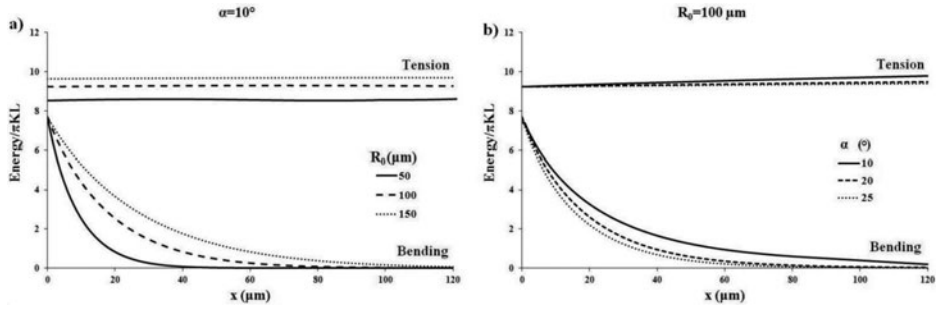 a)
α=10°
Energy/πKL
12
10
8
6
4
2
0
Tension
R₀(µm)
50
100
150
Bending
0 20 40 60 80 100 120
x (µm)
b)
R₀=100 µm
Energy/πKL
12
10
8
6
4
2
0
Tension
α (°)
10
20
25
Bending
0 20 40 60 80 100 120
x (µm)